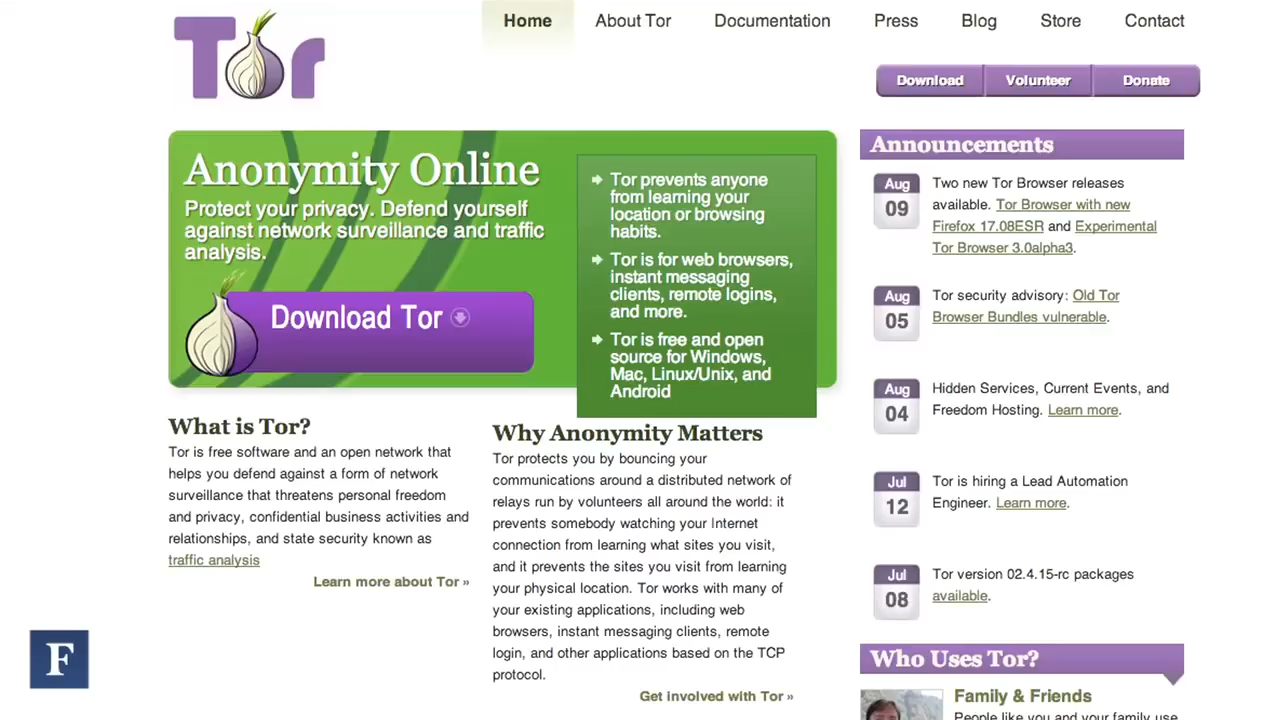 Tor
Home
About Tor
Documentation
Press
Blog
Store
Contact
Download
Volunteer
Donate
Anonymity Online
Protect your privacy. Defend yourself
against network surveillance and traffic
analysis.
Download Tor
Tor prevents anyone
from learning your
location or browsing
habits.
Tor is for web browsers,
instant messaging
clients, remote logins,
and more.
Tor is free and open
source for Windows,
Mac, Linux/Unix, and
Android
What is Tor?
Tor is free software and an open network that
helps you defend against a form of network
surveillance that threatens personal freedom
and privacy, confidential business activities and
relationships, and state security known as
traffic analysis
Learn more about Tor »
Why Anonymity Matters
Tor protects you by bouncing your
communications around a distributed network of
relays run by volunteers all around the world: it
prevents somebody watching your Internet
connection from learning what sites you visit,
and it prevents the sites you visit from learning
your physical location. Tor works with many of
your existing applications, including web
browsers, instant messaging clients, remote
login, and other applications based on the TCP
protocol.
Get involved with Tor »
Announcements
Aug
09
Two new Tor Browser releases
available. Tor Browser with new
Firefox 17.08ESR and Experimental
Tor Browser 3.0alpha3.
Aug
05
Tor security advisory: Old Tor
Browser Bundles vulnerable.
Aug
04
Hidden Services, Current Events, and
Freedom Hosting. Learn more.
Jul
12
Tor is hiring a Lead Automation
Engineer. Learn more.
Jul
08
Tor version 02.4.15-rc packages
available.
Who Uses Tor?
Family & Friends
People like you and your family use
F